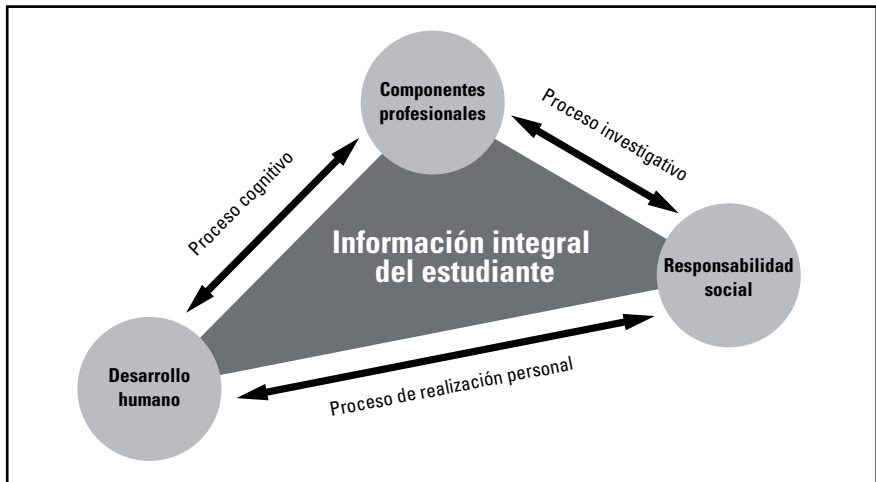 Componentes
profesionales
Proceso investigativo
Proceso cognitivo
Información integral
del estudiante
Responsabilidad
social
Desarrollo
humano
Proceso de realización personal